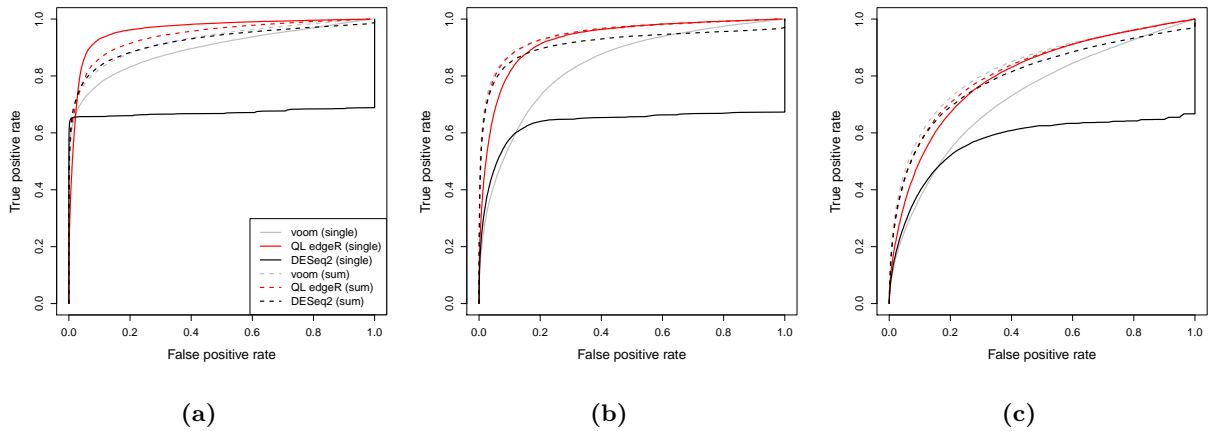 True positive rate
1.0
0.8
0.6
0.4
0.2
0.0
voom (single)
QL edgeR (single)
DESeq2 (single)
voom (sum)
QL edgeR (sum)
DESeq2 (sum)
0.0 0.2 0.4 0.6 0.8 1.0
False positive rate
(a)
True positive rate
1.0
0.8
0.6
0.4
0.2
0.0
0.0 0.2 0.4 0.6 0.8 1.0
False positive rate
(b)
True positive rate
1.0
0.8
0.6
0.4
0.2
0.0
0.0 0.2 0.4 0.6 0.8 1.0
False positive rate
(c)